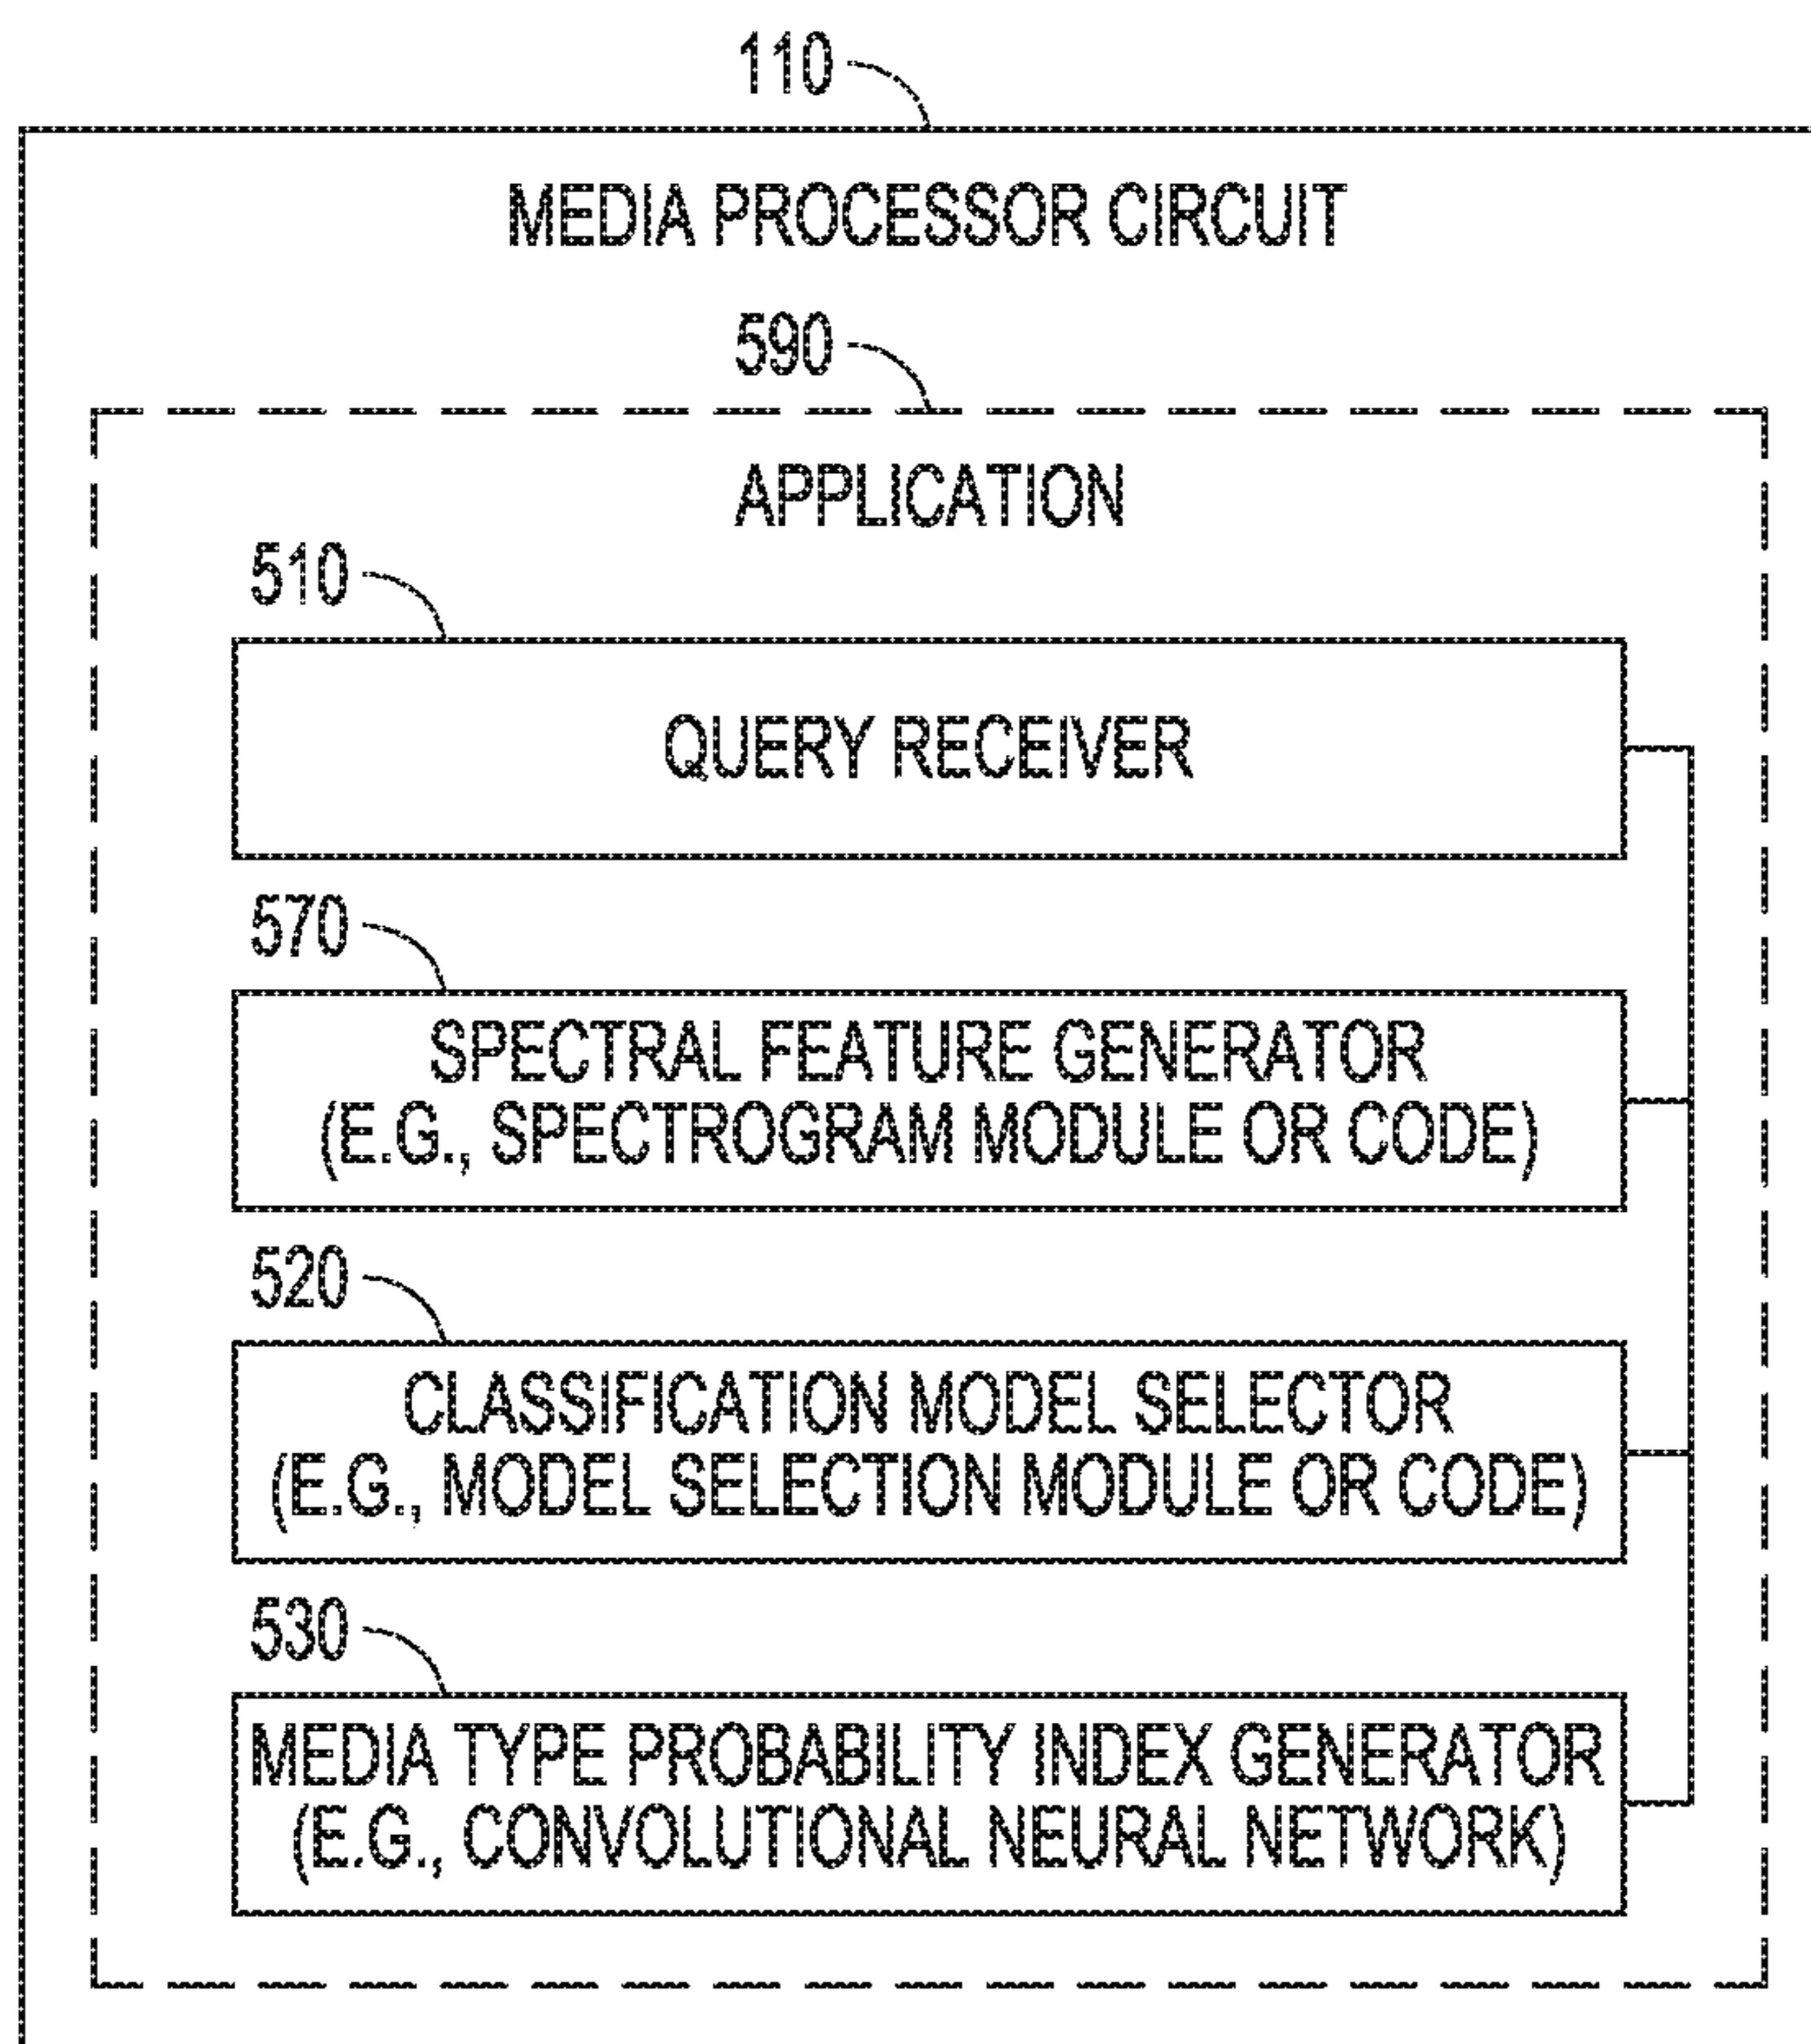 110
MEDIA PROCESSOR CIRCUIT
590
APPLICATION
510
QUERY RECEIVER
570
SPECTRAL FEATURE GENERATOR
(E.G., SPECTROGRAM MODULE OR CODE)
520
CLASSIFICATION MODEL SELECTOR
(E.G., MODEL SELECTION MODULE OR CODE)
530
MEDIA TYPE PROBABILITY INDEX GENERATOR
(E.G., CONVOLUTIONAL NEURAL NETWORK)